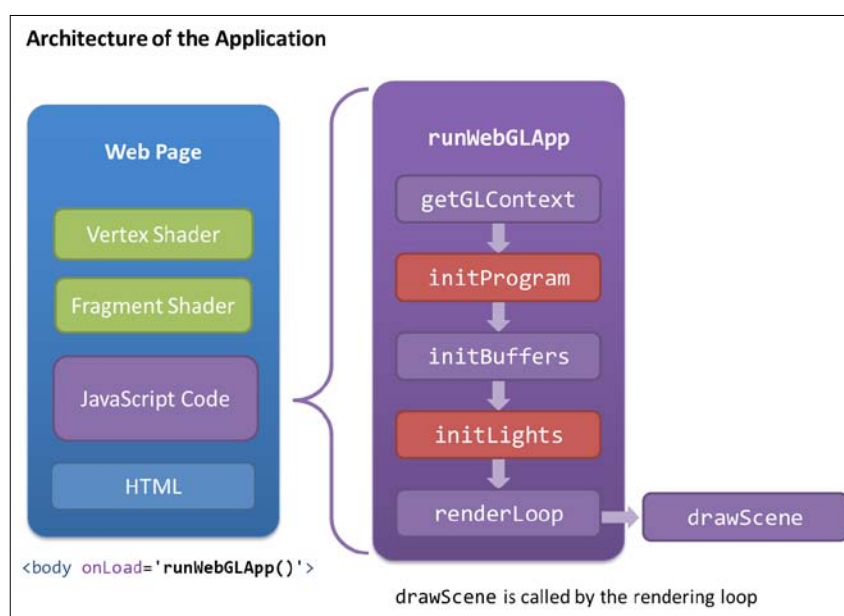 Architecture of the Application
Web Page
Vertex Shader
Fragment Shader
JavaScript Code
HTML
<body onLoad='runWebGLApp()'>
runWebGLApp
getGLContext
initProgram
initBuffers
initLights
renderLoop
drawScene
drawScene is called by the rendering loop